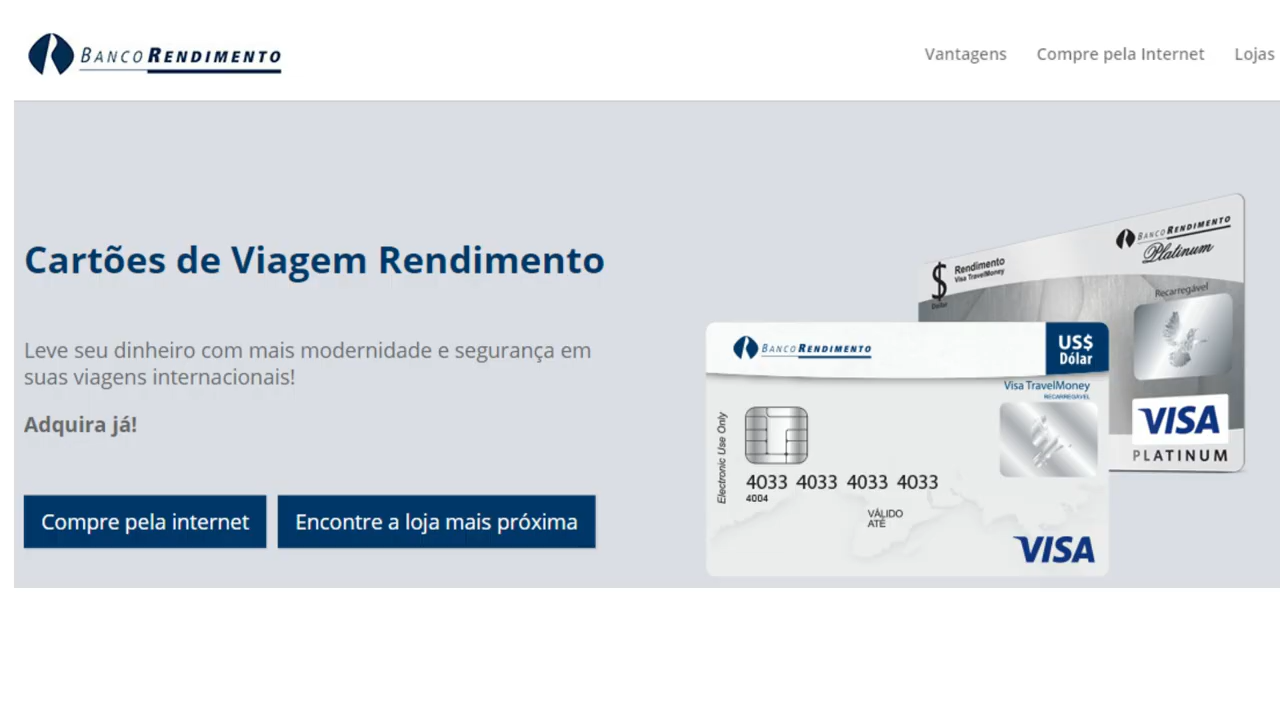 BANCO RENDIMENTO
Vantagens Compre pela Internet Lojas
Cartões de Viagem Rendimento
Leve seu dinheiro com mais modernidade e segurança em
suas viagens internacionais!
Adquira já!
Compre pela internet Encontre a loja mais próxima
BANCO RENDIMENTO
Platinum
$ Rendimento
Visa TravelMoney
Dólar
Recarregável
VISA
PLATINUM
BANCO RENDIMENTO
US$
Dólar
Visa TravelMoney
RECARREGÁVEL
Electronic Use Only
4033 4033 4033 4033
4004
VÁLIDO
ATÉ
VISA